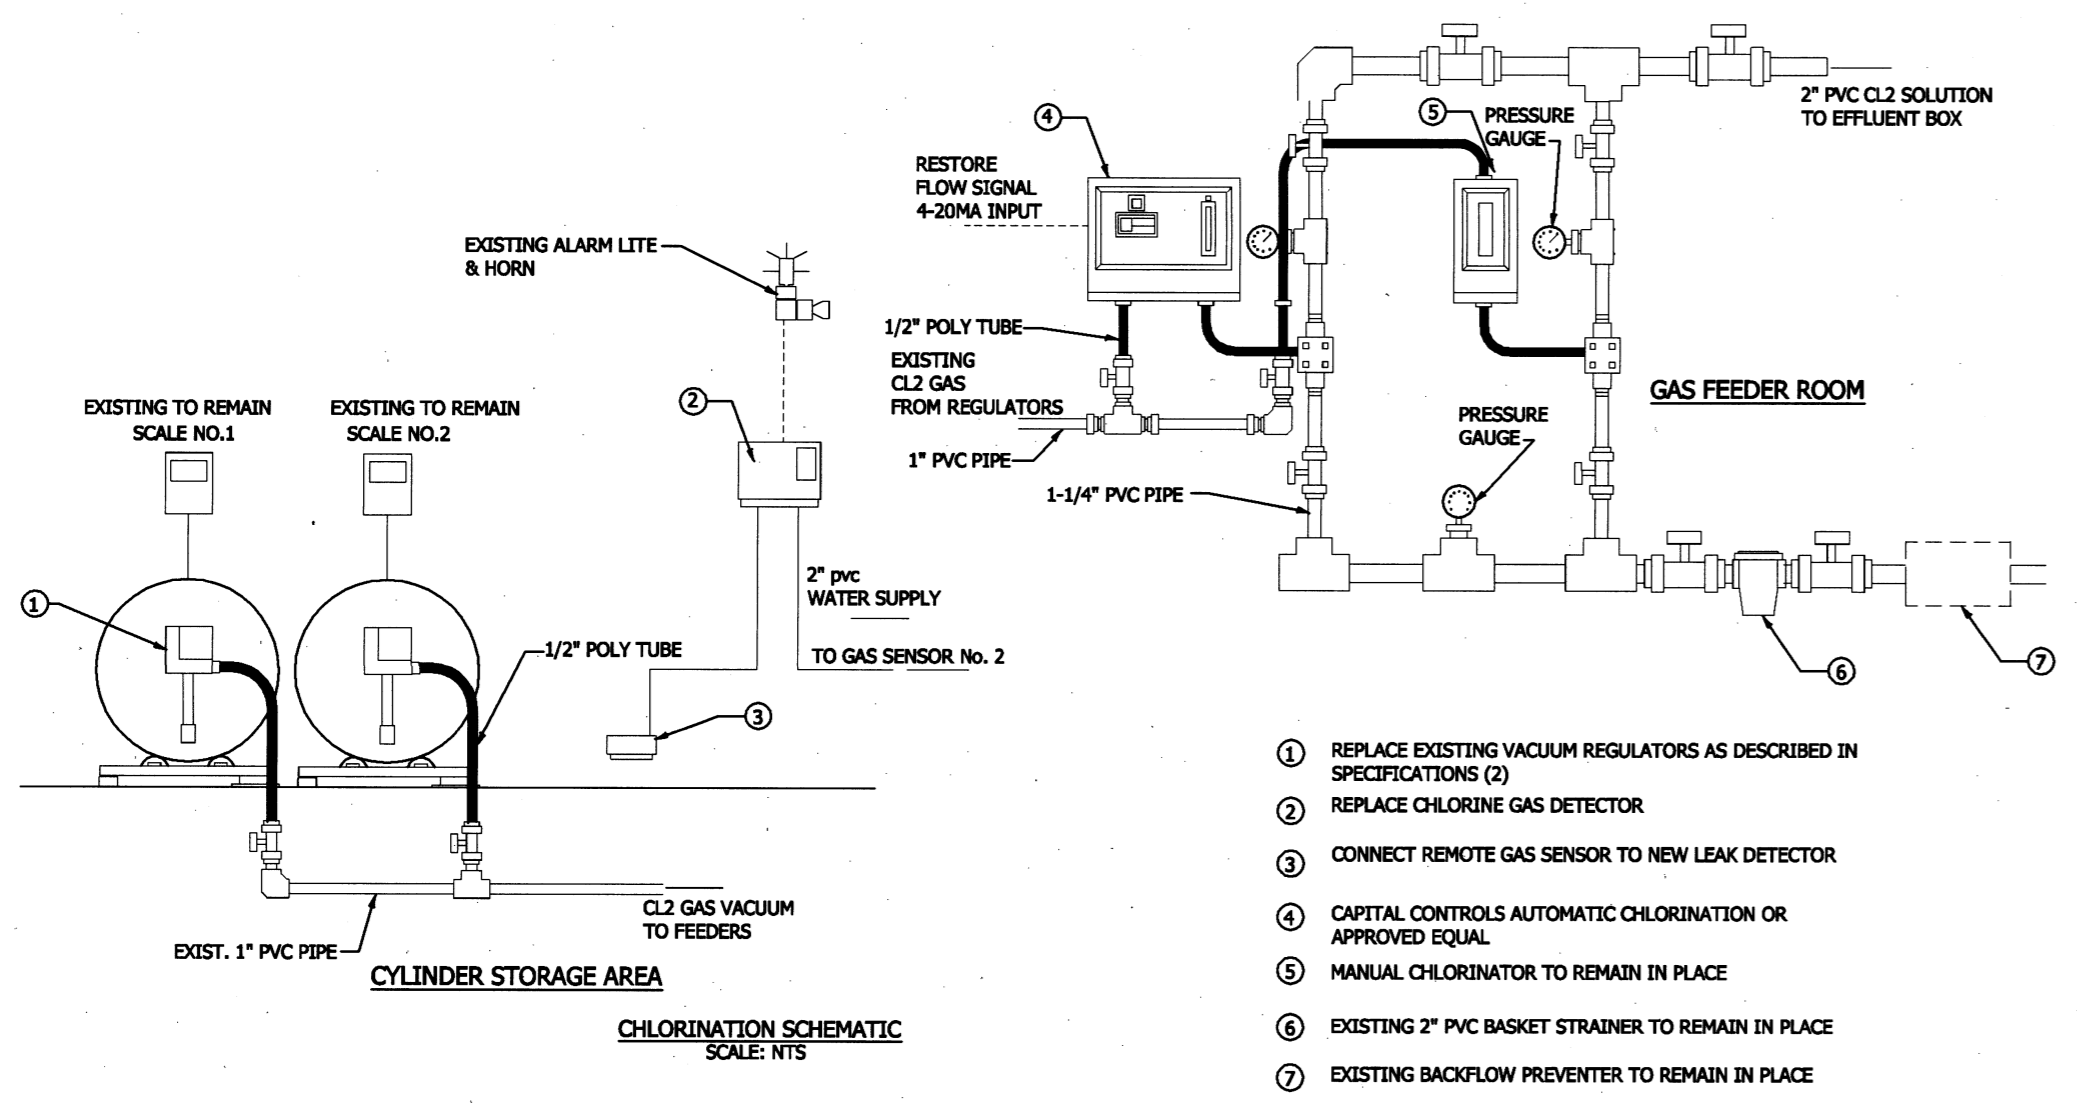 EXISTING TO REMAIN
SCALE NO.1
EXISTING TO REMAIN
SCALE NO.2
1
EXISTING ALARM LITE
& HORN
2
1/2" POLY TUBE
2" pvc
WATER SUPPLY
TO GAS SENSOR No. 2
3
CL2 GAS VACUUM
TO FEEDERS
EXIST. 1" PVC PIPE
CYLINDER STORAGE AREA
CHLORINATION SCHEMATIC
SCALE: NTS
4
RESTORE
FLOW SIGNAL
4-20MA INPUT
5
PRESSURE
GAUGE
2" PVC CL2 SOLUTION
TO EFFLUENT BOX
1/2" POLY TUBE
EXISTING
CL2 GAS
FROM REGULATORS
1" PVC PIPE
1-1/4" PVC PIPE
PRESSURE
GAUGE
GAS FEEDER ROOM
6
7
1 REPLACE EXISTING VACUUM REGULATORS AS DESCRIBED IN
SPECIFICATIONS (2)
2 REPLACE CHLORINE GAS DETECTOR
3 CONNECT REMOTE GAS SENSOR TO NEW LEAK DETECTOR
4 CAPITAL CONTROLS AUTOMATIC CHLORINATION OR
APPROVED EQUAL
5 MANUAL CHLORINATOR TO REMAIN IN PLACE
6 EXISTING 2" PVC BASKET STRAINER TO REMAIN IN PLACE
7 EXISTING BACKFLOW PREVENTER TO REMAIN IN PLACE